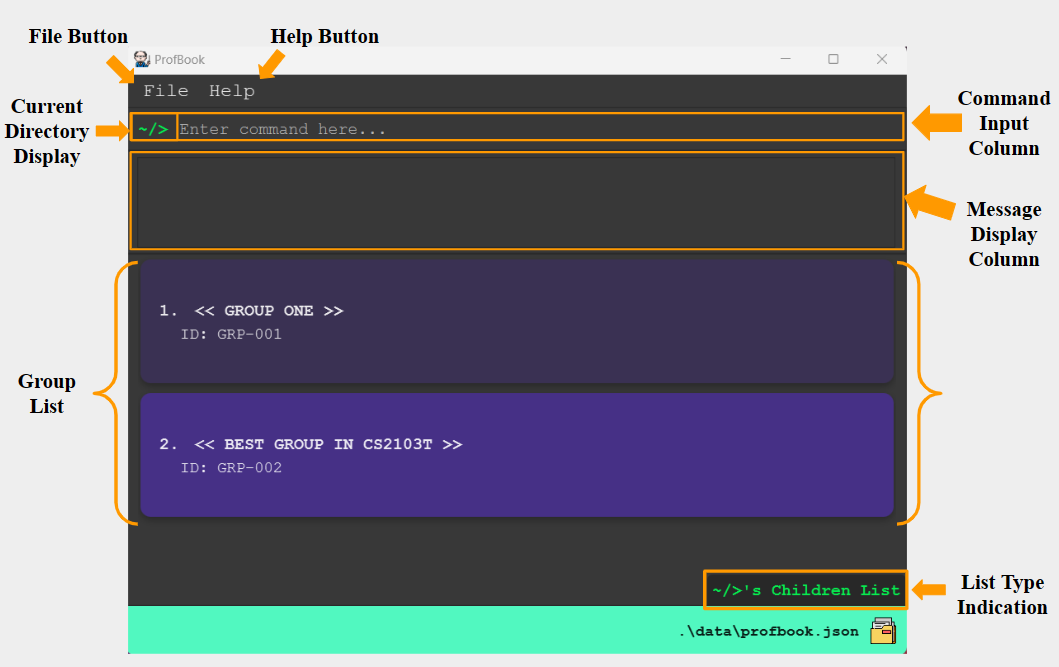 File Button
Help Button
ProfBook
File Help
Current
Directory
Display
~/>
Enter command here...
Command
Input
Column
Message
Display
Column
Group
List
1. << GROUP ONE >>
ID: GRP-001
2. << BEST GROUP IN CS2103T >>
ID: GRP-002
~/>'s Children List
List Type
Indication
.\data\profbook.json